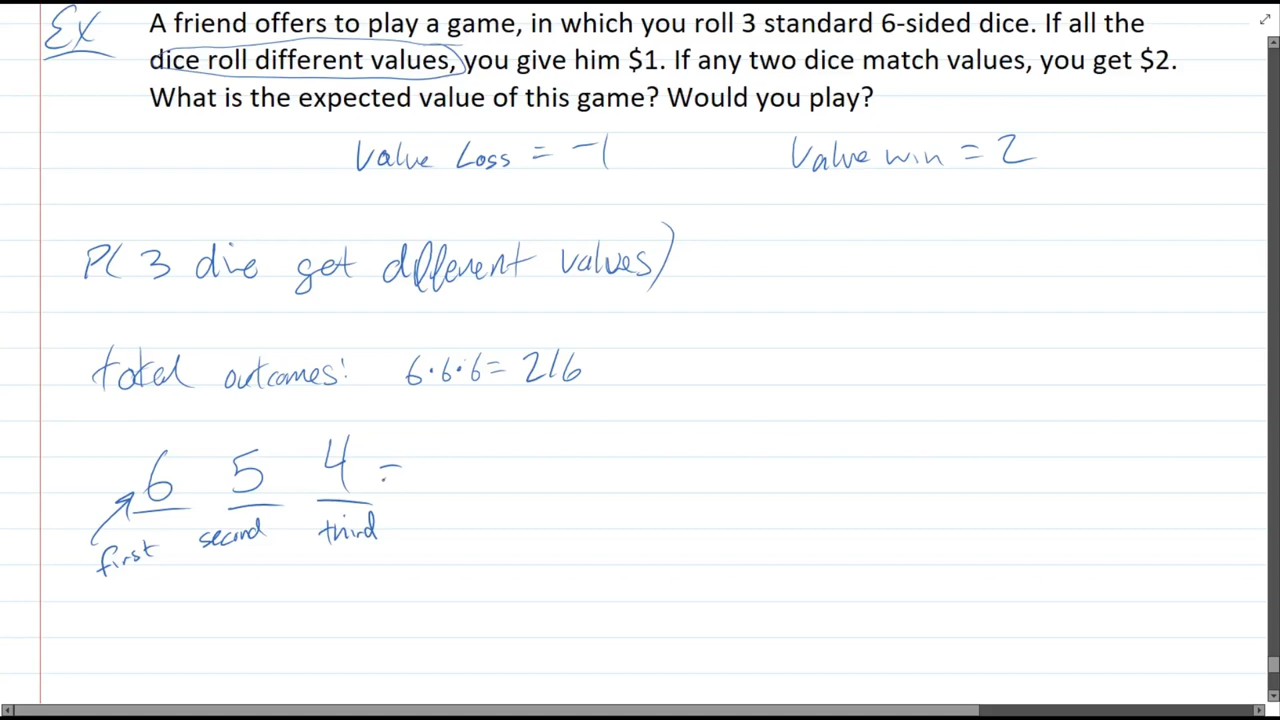 Ex
A friend offers to play a game, in which you roll 3 standard 6-sided dice. If all the
dice roll different values, you give him $1. If any two dice match values, you get $2.
What is the expected value of this game? Would you play?
Value Loss = -1 Value win = 2
P( 3 die get different values)
total outcomes: 6·6·6= 216
6 5 4 =
first second third